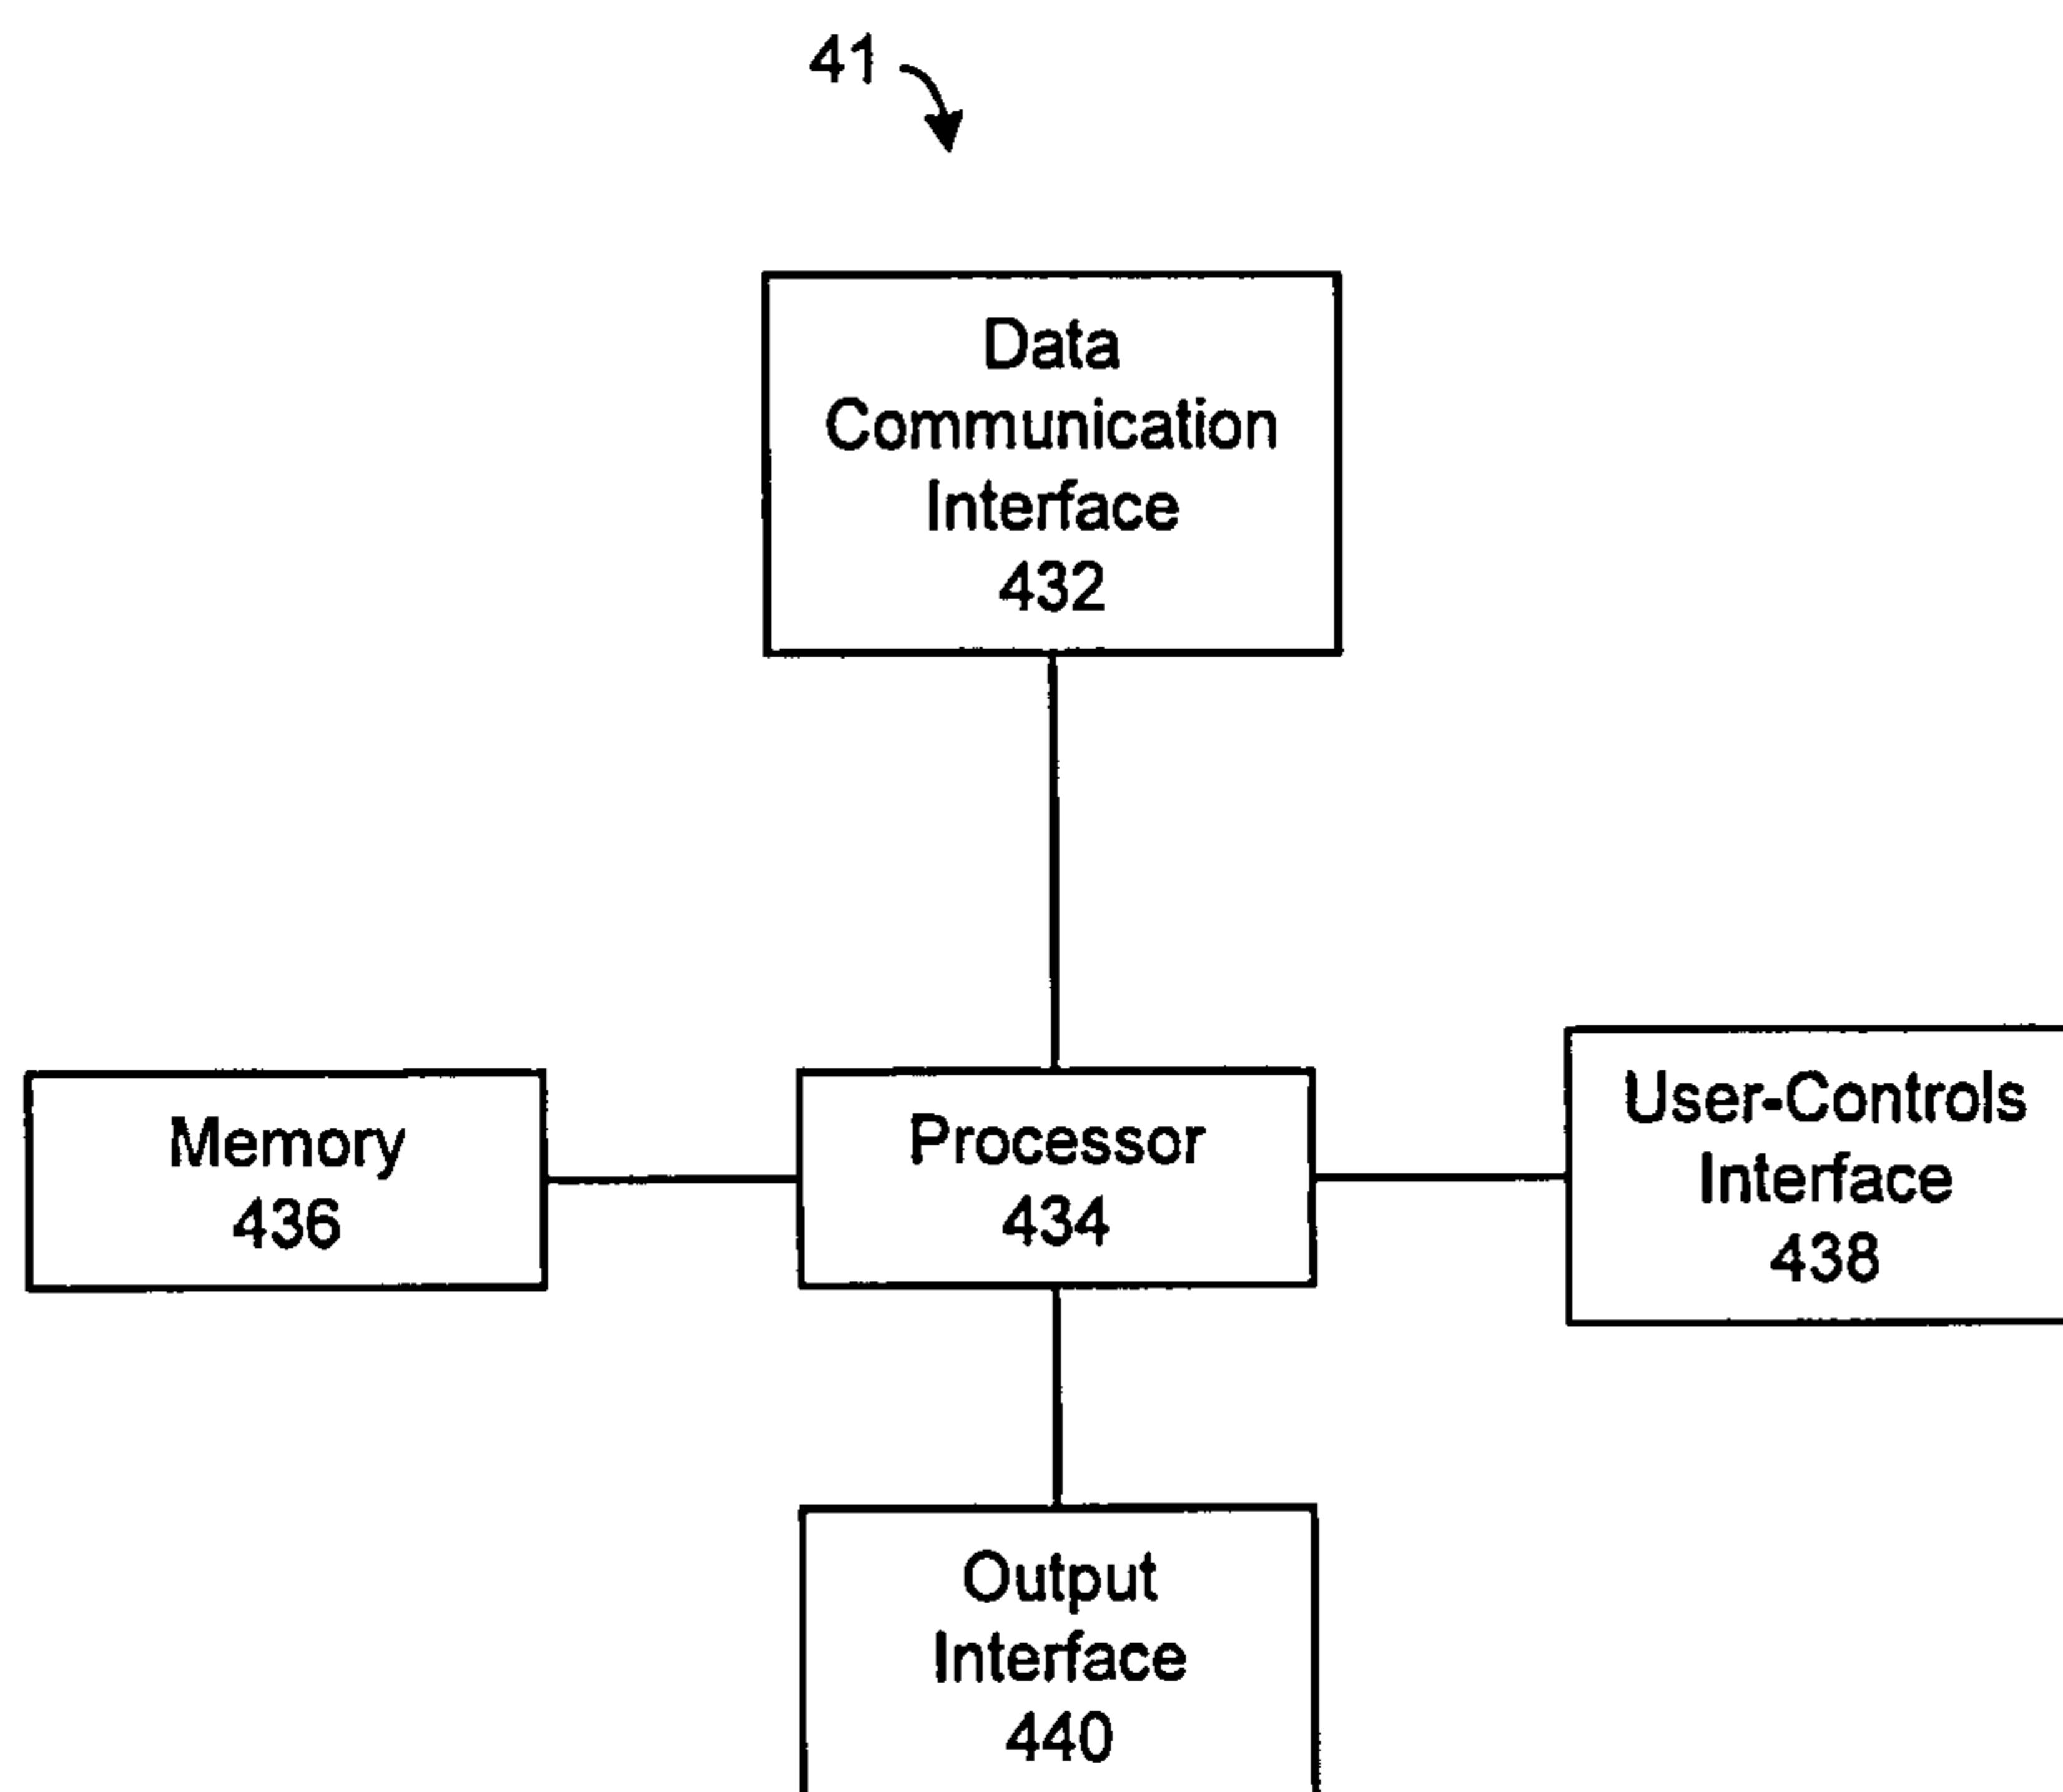 41
Data
Communication
Interface
432
Memory
436
Processor
434
User-Controls
Interface
438
Output
Interface
440